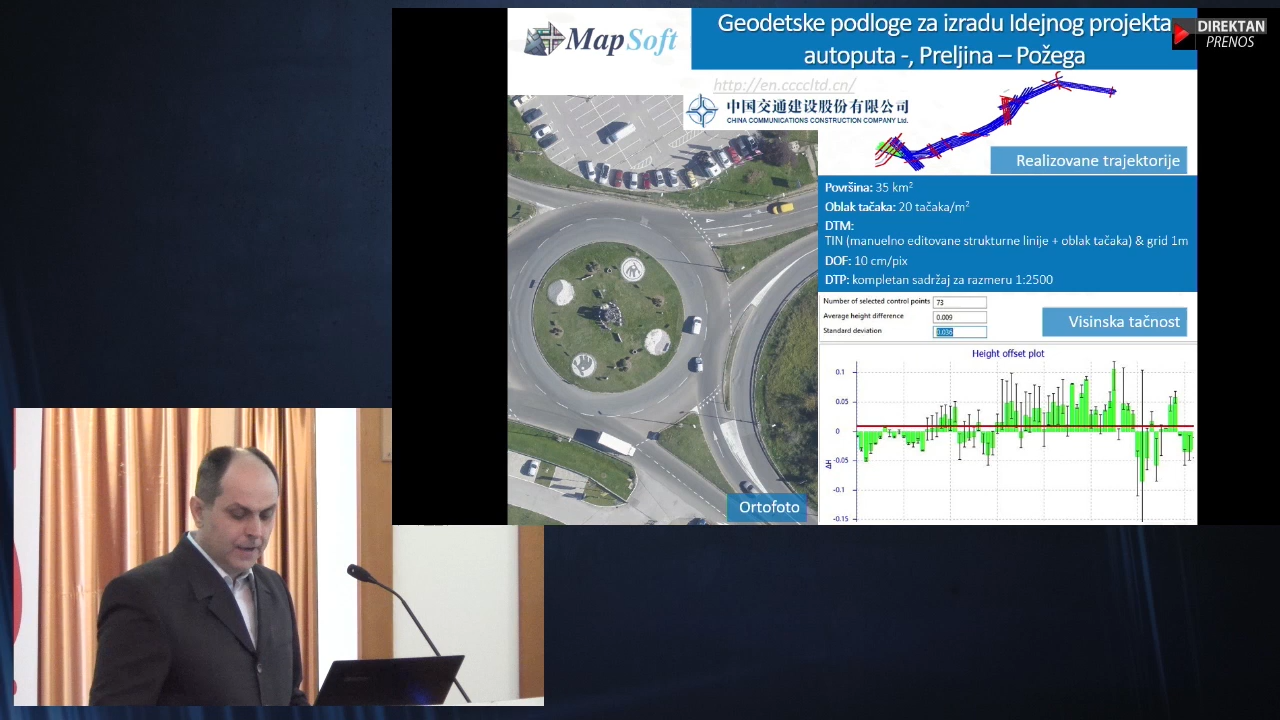 MapSoft
Geodetske podloge za izradu Idejnog projekta
autoputa -, Preljina – Požega
DIREKTAN
PRENOS
http://en.ccccltd.cn/
中国交通建设股份有限公司
CHINA COMMUNICATIONS CONSTRUCTION COMPANY Ltd.
Realizovane trajektorije
Površina: 35 km²
Oblak tačaka: 20 tačaka/m²
DTM:
TIN (manuelno editovane strukturne linije + oblak tačaka) & grid 1m
DOF: 10 cm/pix
DTP: kompletan sadržaj za razmeru 1:2500
Number of selected control points 73
Average height difference 0.009
Standard deviation 0.036
Visinska tačnost
Height offset plot
0.1
0.05
0
-0.05
-0.1
-0.15
ΔH
Ortofoto